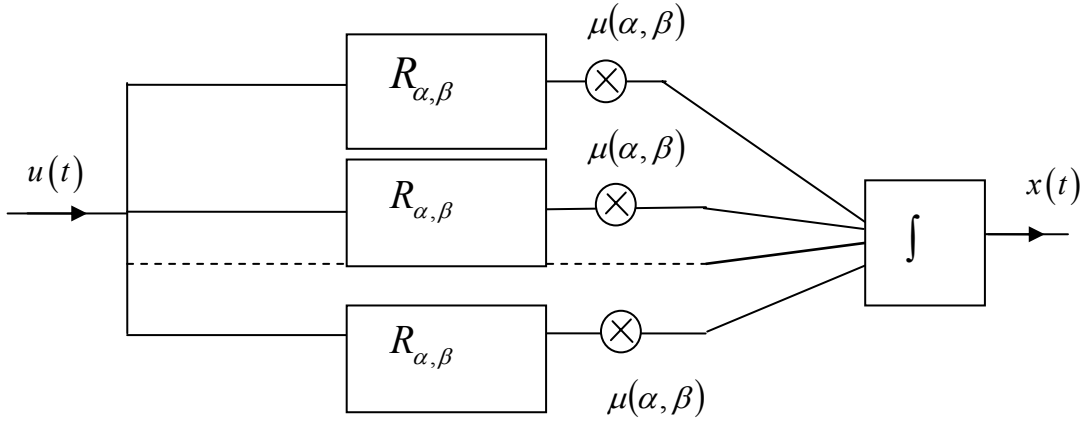 μ(α, β)
R_{α,β}
μ(α, β)
u(t)
R_{α,β}
x(t)
∫
R_{α,β}
μ(α, β)